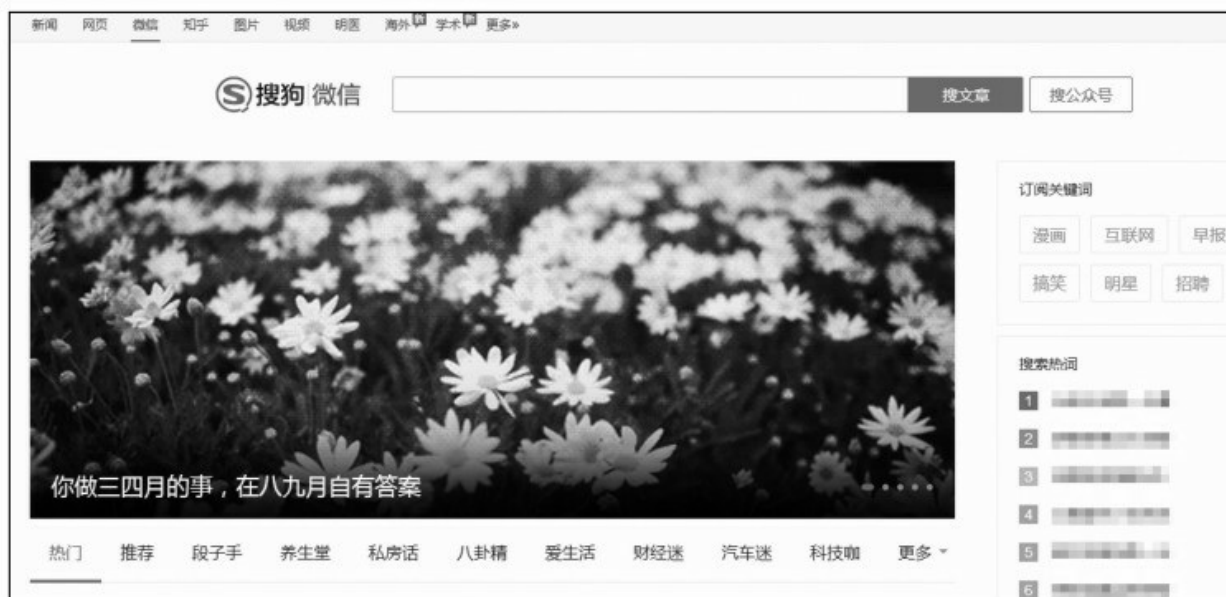 新闻 网页 微信 知乎 图片 视频 明医 海外 新 学术 新 更多»
搜狗 微信 搜文章 搜公众号
订阅关键词
漫画 互联网 早报
搞笑 明星 招聘
搜索热词
1
2
3
4
5
6
你做三四月的事，在八九月自有答案
热门 推荐 段子手 养生堂 私房话 八卦精 爱生活 财经迷 汽车迷 科技咖 更多